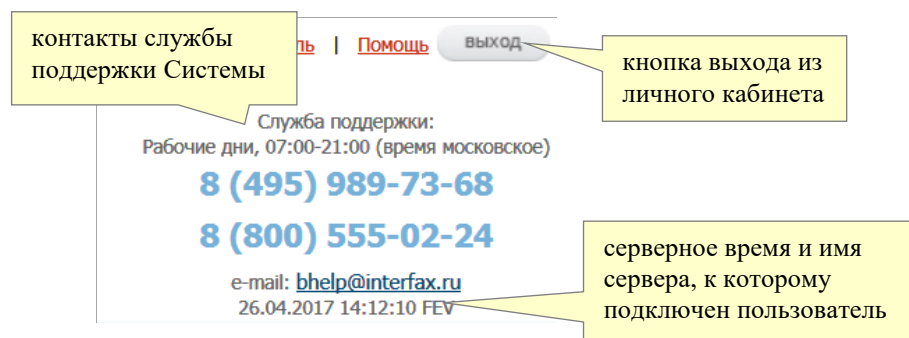 контакты службы
поддержки Системы
| Помощь выход
кнопка выхода из
личного кабинета
Служба поддержки:
Рабочие дни, 07:00-21:00 (время московское)
8 (495) 989-73-68
8 (800) 555-02-24
e-mail: bhelp@interfax.ru
26.04.2017 14:12:10 FEV
серверное время и имя
сервера, к которому
подключен пользователь